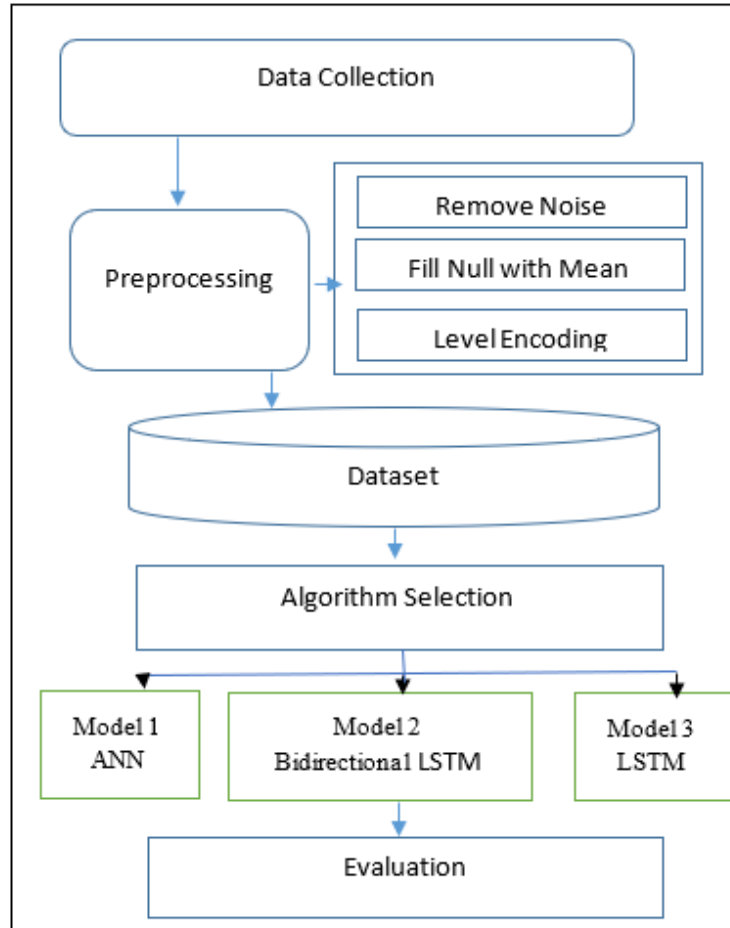 Data Collection
Preprocessing
Remove Noise
Fill Null with Mean
Level Encoding
Dataset
Algorithm Selection
Model 1
ANN
Model 2
Bidirectional LSTM
Model 3
LSTM
Evaluation